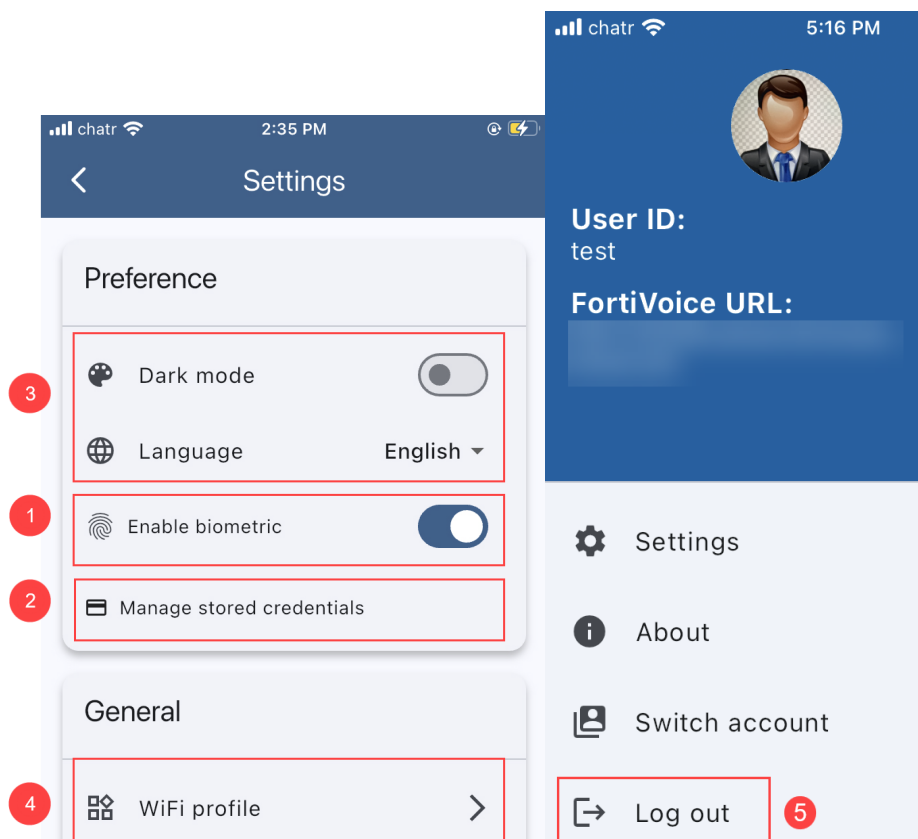 chatr 2:35 PM
Settings
Preference
3
Dark mode
Language English
1
Enable biometric
2
Manage stored credentials
General
4
WiFi profile
chatr 5:16 PM
User ID:
test
FortiVoice URL:
Settings
About
Switch account
Log out 5